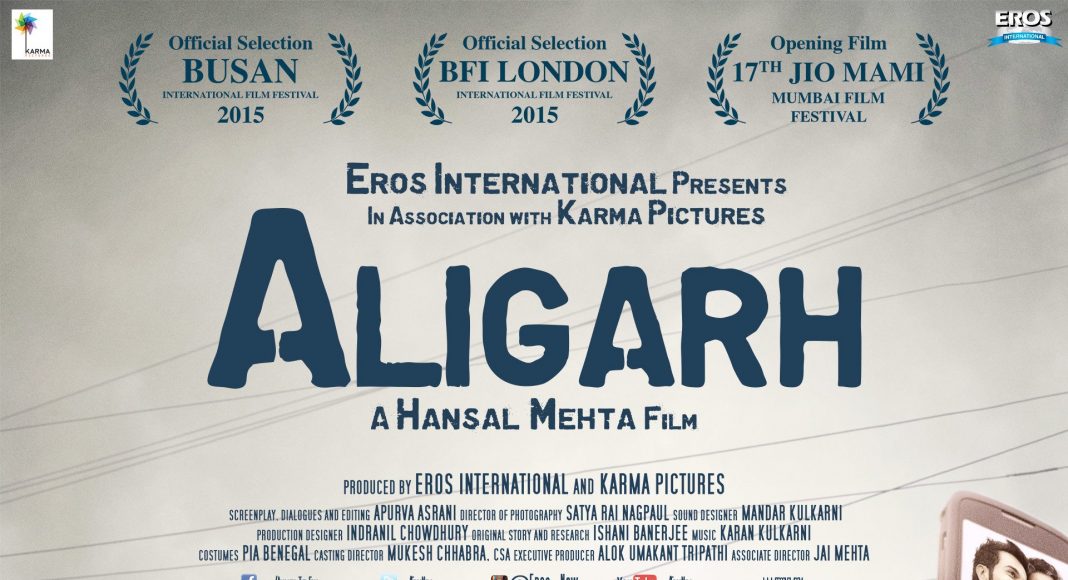 KARMA
PICTURES
EROS
INTERNATIONAL
Official Selection
BUSAN
INTERNATIONAL FILM FESTIVAL
2015
Official Selection
BFI LONDON
INTERNATIONAL FILM FESTIVAL
2015
Opening Film
17TH JIO MAMI
MUMBAI FILM
FESTIVAL
EROS INTERNATIONAL PRESENTS
IN ASSOCIATION WITH KARMA PICTURES
ALIGARH
A HANSAL MEHTA FILM
PRODUCED BY EROS INTERNATIONAL AND KARMA PICTURES
SCREENPLAY, DIALOGUES AND EDITING APURVA ASRANI DIRECTOR OF PHOTOGRAPHY SATYA RAI NAGPAUL SOUND DESIGNER MANDAR KULKARNI
PRODUCTION DESIGNER INDRANIL CHOWDHURY ORIGINAL STORY AND RESEARCH ISHANI BANERJEE MUSIC KARAN KULKARNI
COSTUMES PIA BENEGAL CASTING DIRECTOR MUKESH CHHABRA. CSA EXECUTIVE PRODUCER ALOK UMAKANT TRIPATHI ASSOCIATE DIRECTOR JAI MEHTA